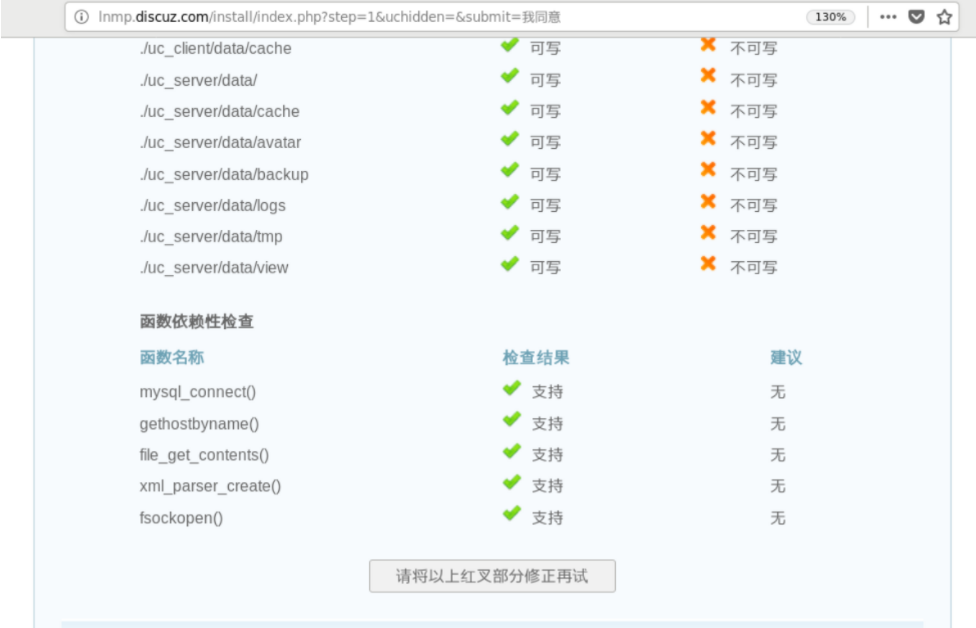 lnmp.discuz.com/install/index.php?step=1&uchidden=&submit=我同意 130%
./uc_client/data/cache 可写 不可写
./uc_server/data/ 可写 不可写
./uc_server/data/cache 可写 不可写
./uc_server/data/avatar 可写 不可写
./uc_server/data/backup 可写 不可写
./uc_server/data/logs 可写 不可写
./uc_server/data/tmp 可写 不可写
./uc_server/data/view 可写 不可写
函数依赖性检查
函数名称 检查结果 建议
mysql_connect() 支持 无
gethostbyname() 支持 无
file_get_contents() 支持 无
xml_parser_create() 支持 无
fsockopen() 支持 无
请将以上红叉部分修正再试